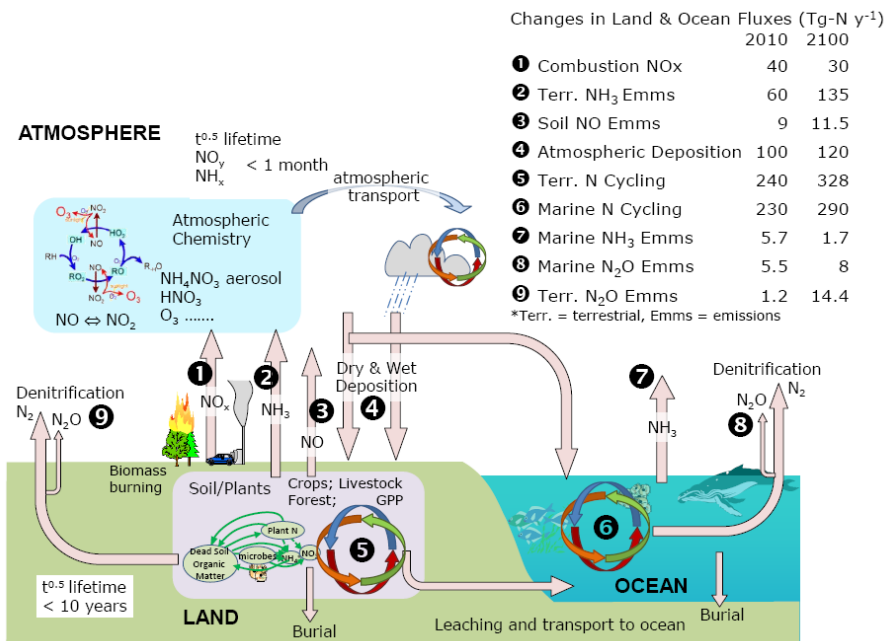 Changes in Land & Ocean Fluxes (Tg-N y⁻¹)
2010 2100
❶ Combustion NOx 40 30
❷ Terr. NH₃ Emms 60 135
❸ Soil NO Emms 9 11.5
❹ Atmospheric Deposition 100 120
❺ Terr. N Cycling 240 328
❻ Marine N Cycling 230 290
❼ Marine NH₃ Emms 5.7 1.7
❽ Marine N₂O Emms 5.5 8
❾ Terr. N₂O Emms 1.2 14.4
*Terr. = terrestrial, Emms = emissions
ATMOSPHERE
t⁰·⁵ lifetime
NOy
NHx
< 1 month
atmospheric
transport
Atmospheric
Chemistry
NH₄NO₃ aerosol
HNO₃
O₃ .......
NO ⇔ NO₂
O₃
NO₂
NO
OH
HO₂
RH
RO₂
RO
NO
NO₂
O₃
❶
NOx
❷
NH₃
❸
NO
Dry & Wet
Deposition
❹
Denitrification
N₂
N₂O
❾
Biomass
burning
❼
NH₃
Denitrification
N₂
N₂O
❽
Soil/Plants
Crops; Livestock
Forest; GPP
Plant N
Dead Soil
Organic
Matter
microbes
NH₄
NO
❺
❻
t⁰·⁵ lifetime
< 10 years
LAND
OCEAN
Burial
Leaching and transport to ocean
Burial